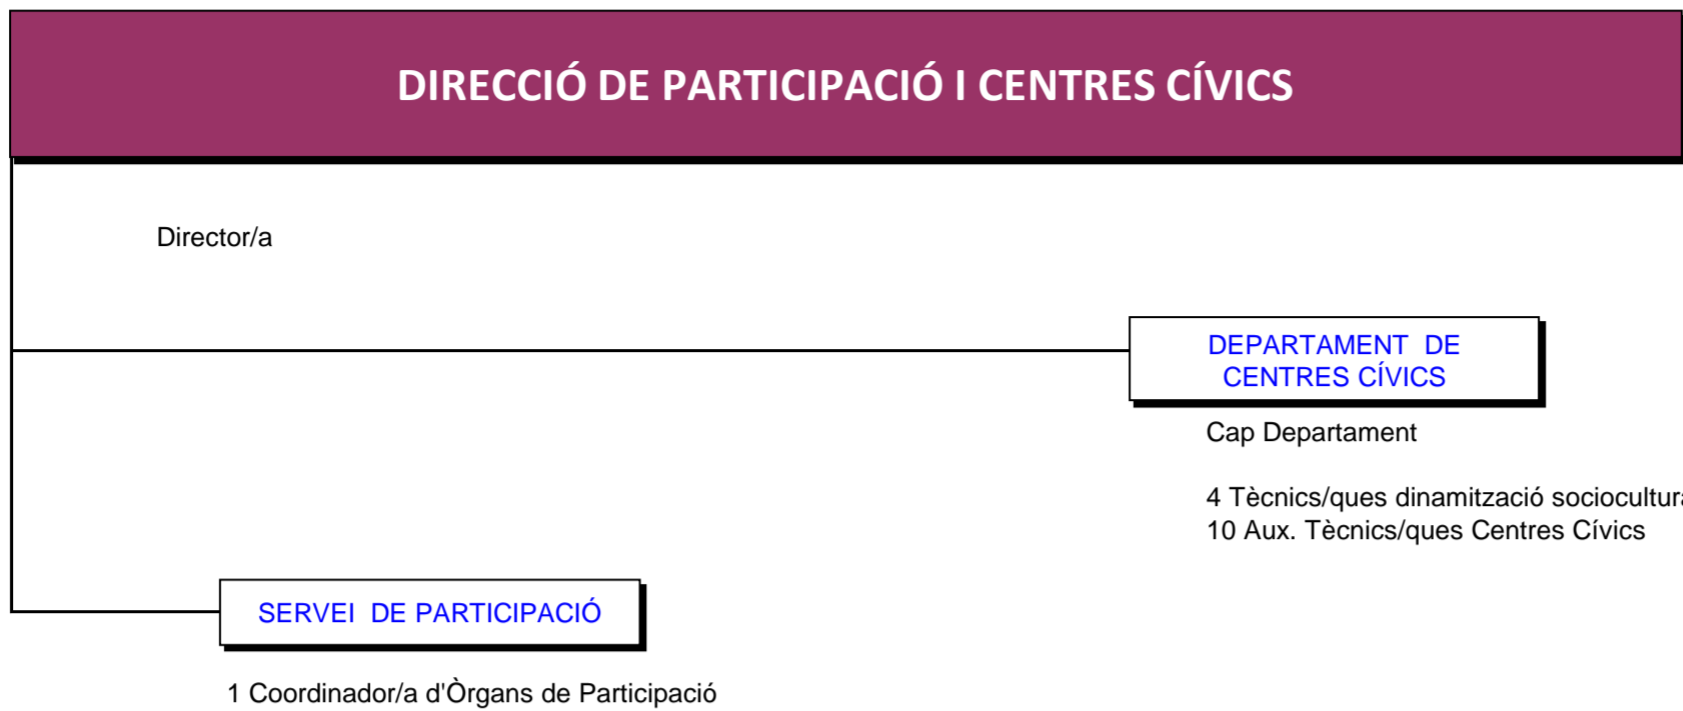 DIRECCIÓ DE PARTICIPACIÓ I CENTRES CÍVICS
Director/a
DEPARTAMENT DE
CENTRES CÍVICS
Cap Departament
4 Tècnics/ques dinamització
10 Aux. Tècnics/ques Centres Cívics
SERVEI DE PARTICIPACIÓ
1 Coordinador/a d'Òrgans de Participació